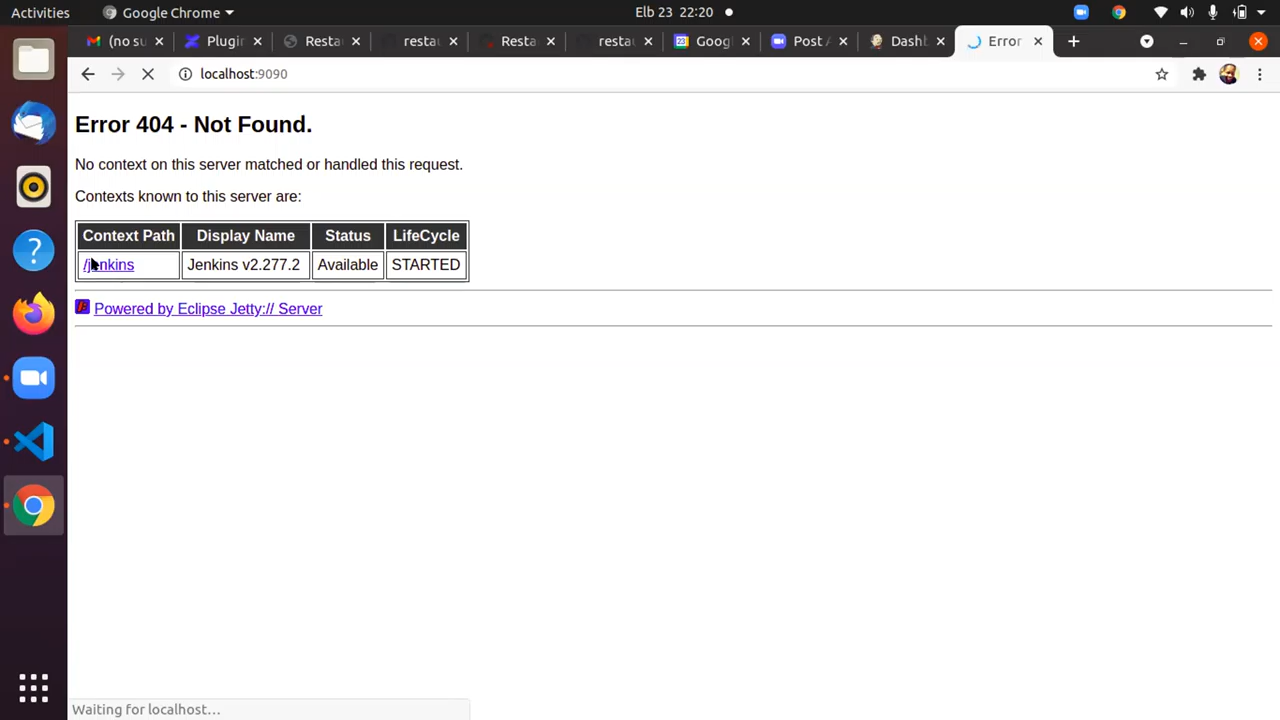 Activities
Google Chrome
Elb 23 22:20
(no su
Plugin
Resta
restau
Resta
restau
Googl
Post A
Dashb
Error
localhost:9090
Error 404 - Not Found.
No context on this server matched or handled this request.
Contexts known to this server are:
Context Path Display Name Status LifeCycle
/jenkins Jenkins v2.277.2 Available STARTED
Powered by Eclipse Jetty:// Server
Waiting for localhost…